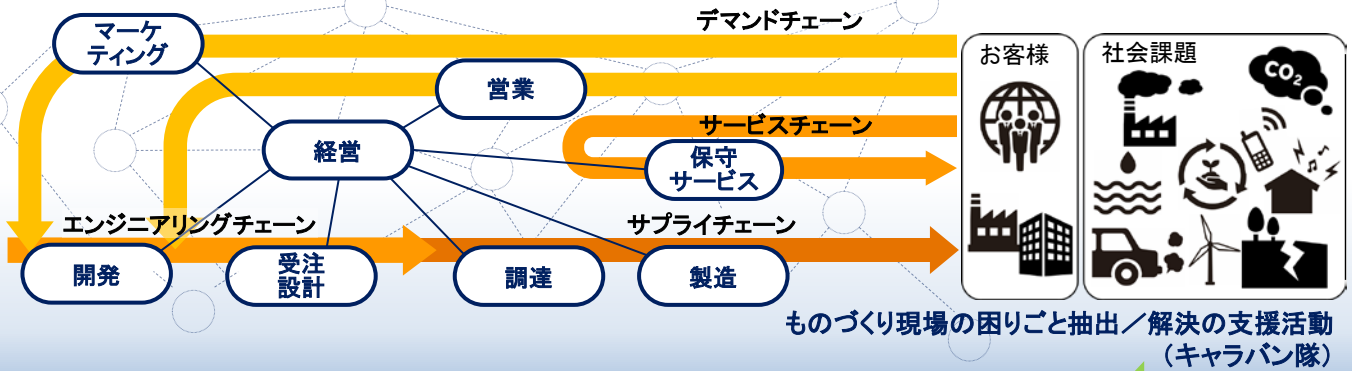 デマンドチェーン
マーケ
ティング
営業
経営
サービスチェーン
保守
サービス
お客様
社会課題
CO2
エンジニアリングチェーン
サプライチェーン
開発
受注
設計
調達
製造
ものづくり現場の困りごと抽出／解決の支援活動
（キャラバン隊）